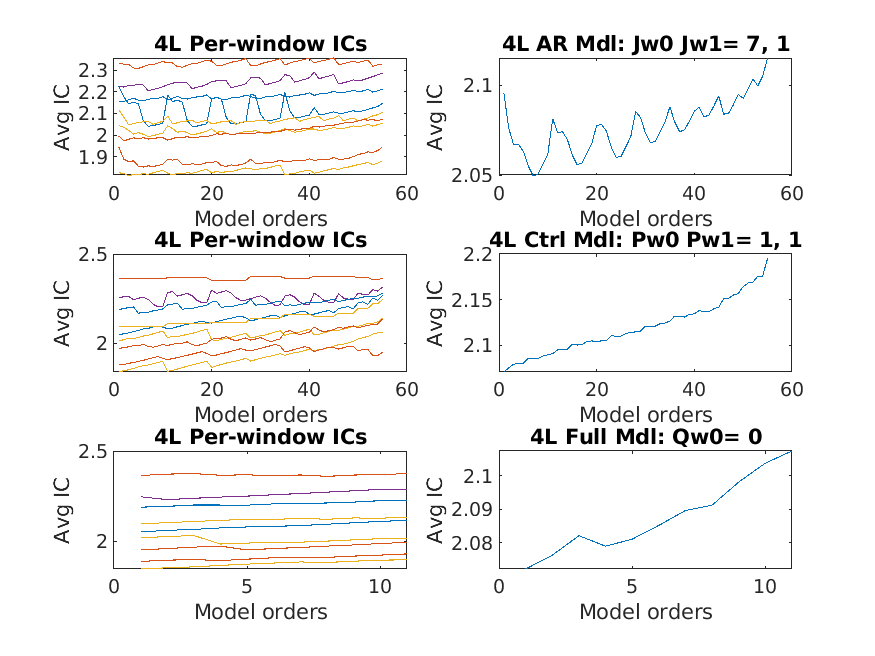 4L Per-window ICs
Avg IC
2.3
2.2
2.1
2
1.9
0
20
40
60
Model orders
4L AR Mdl: Jw0 Jw1= 7, 1
Avg IC
2.1
2.05
0
20
40
60
Model orders
4L Per-window ICs
Avg IC
2.5
2
0
20
40
60
Model orders
4L Ctrl Mdl: Pw0 Pw1= 1, 1
Avg IC
2.2
2.15
2.1
0
20
40
60
Model orders
4L Per-window ICs
Avg IC
2.5
2
0
5
10
Model orders
4L Full Mdl: Qw0= 0
Avg IC
2.1
2.09
2.08
0
5
10
Model orders